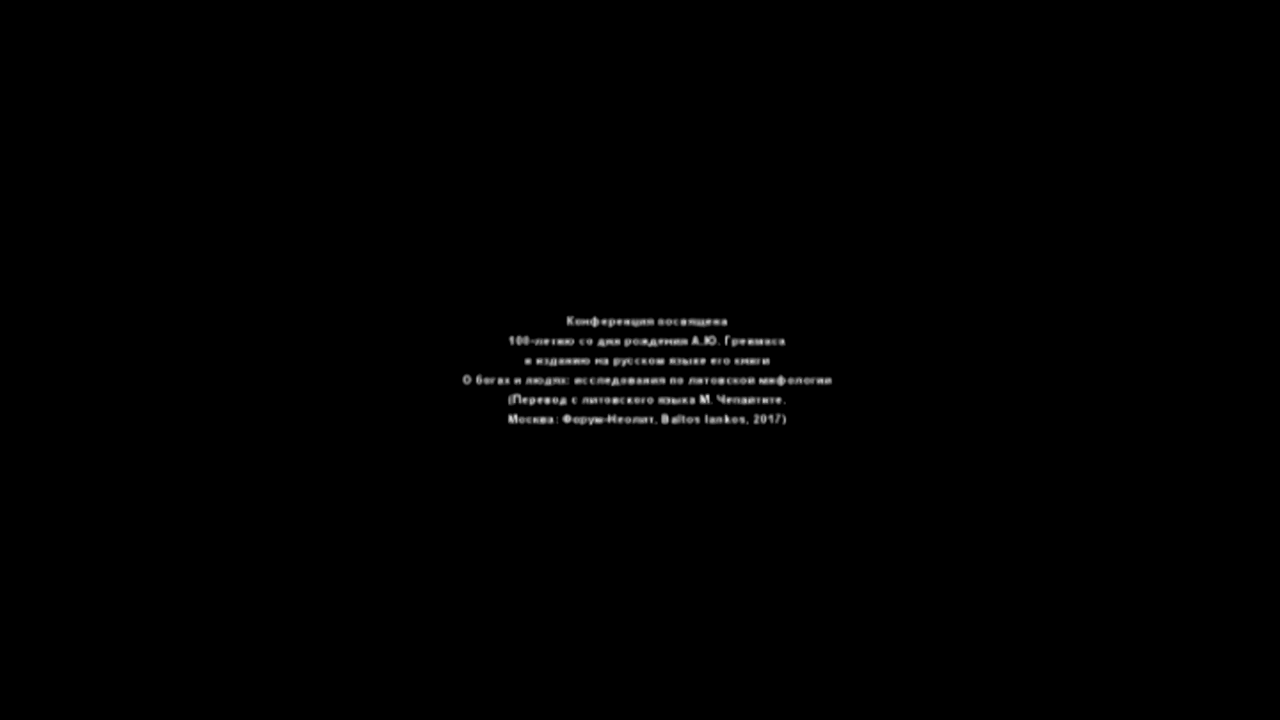 Конференция посвящена
100-летию со дня рождения А.Ю. Греймаса
и изданию на русском языке его книги
О богах и людях: исследования по литовской мифологии
(Перевод с литовского языка М. Чепайтите.
Москва: Форум-Неолит, Baltos lankos, 2017)